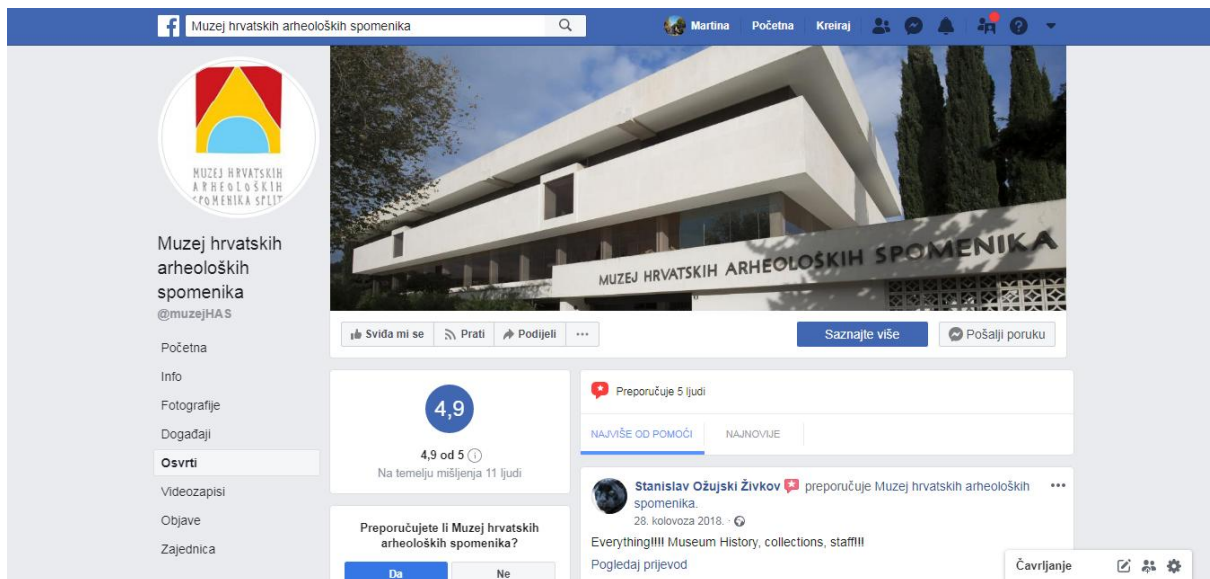 Muzej hrvatskih arheoloških spomenika
Martina
Početna
Kreiraj
MUZEJ HRVATSKIH
ARHEOLOŠKIH
SPOMENIKA SPLIT
MUZEJ HRVATSKIH ARHEOLOŠKIH SPOMENIKA
Muzej hrvatskih
arheoloških
spomenika
@muzejHAS
Početna
Info
Fotografije
Događaji
Osvrti
Videozapisi
Objave
Zajednica
Sviđa mi se
Prati
Podijeli
Saznajte više
Pošalji poruku
4,9
4,9 od 5
Na temelju mišljenja 11 ljudi
Preporučujete li Muzej hrvatskih
arheoloških spomenika?
Da
Ne
Preporučuje 5 ljudi
NAJVIŠE OD POMOĆI
NAJNOVIJE
Stanislav Ožujski Živkov preporučuje Muzej hrvatskih arheoloških
spomenika.
28. kolovoza 2018. ·
Everything!!!! Museum History, collections, staff!!!
Pogledaj prijevod
Čavrljanje